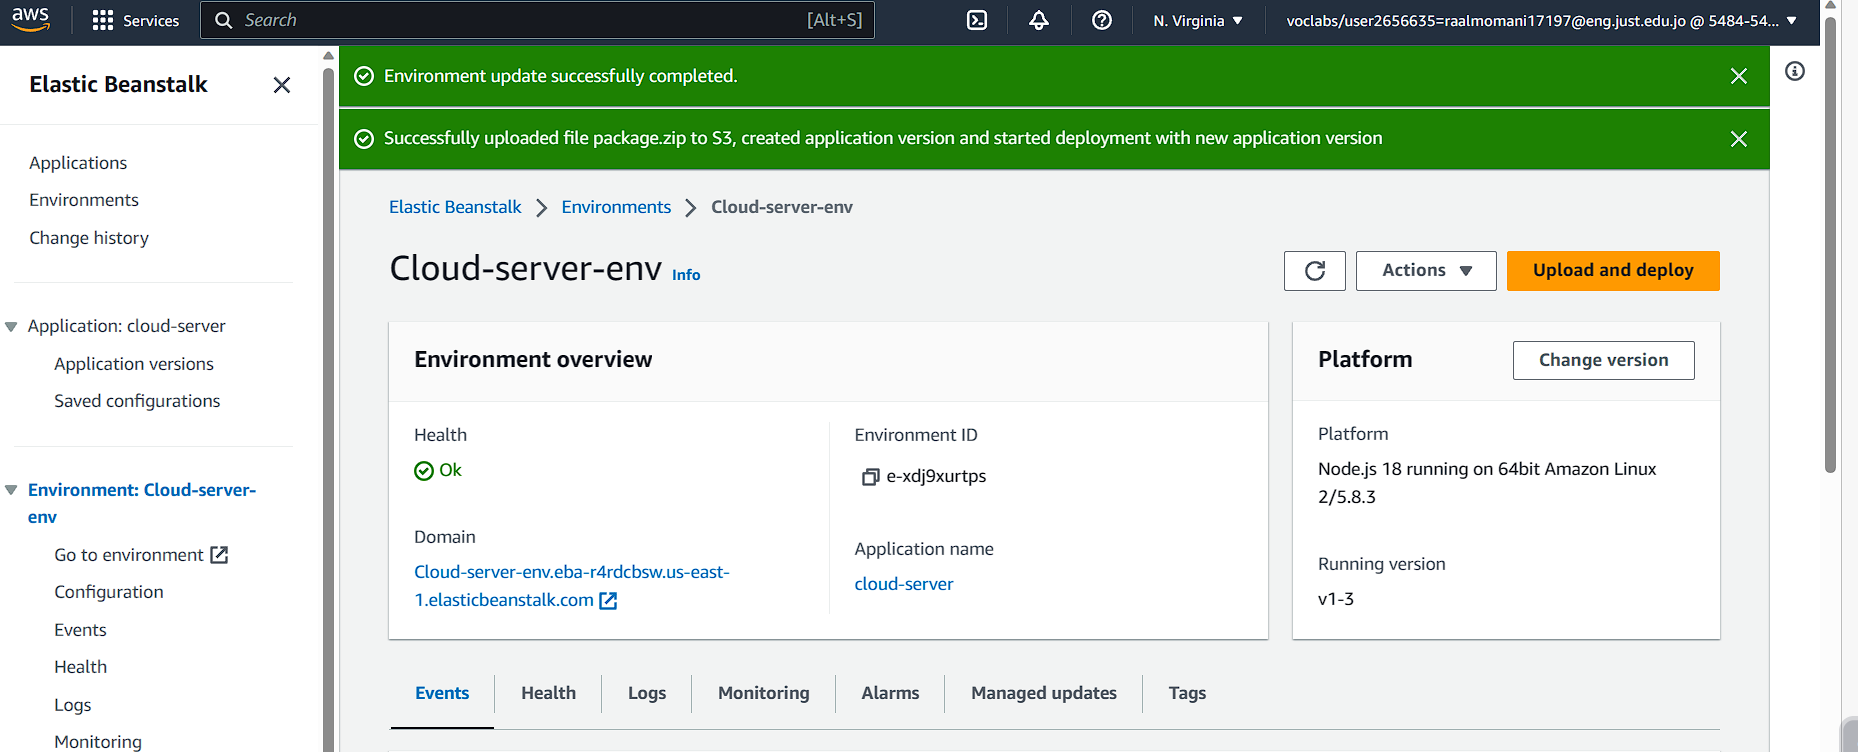 aws
Services
Search
[Alt+S]
N. Virginia
voclabs/user2656635=raalmomani17197@eng.just.edu.jo @ 5484-54...
Elastic Beanstalk
Applications
Environments
Change history
Application: cloud-server
Application versions
Saved configurations
Environment: Cloud-server-
env
Go to environment
Configuration
Events
Health
Logs
Monitoring
Environment update successfully completed.
Successfully uploaded file package.zip to S3, created application version and started deployment with new application version
Elastic Beanstalk > Environments > Cloud-server-env
Cloud-server-env Info
Actions
Upload and deploy
Environment overview
Health
Ok
Domain
Cloud-server-env.eba-r4rdcbsw.us-east-
1.elasticbeanstalk.com
Environment ID
e-xdj9xurtps
Application name
cloud-server
Platform
Change version
Platform
Node.js 18 running on 64bit Amazon Linux
2/5.8.3
Running version
v1-3
Events
Health
Logs
Monitoring
Alarms
Managed updates
Tags